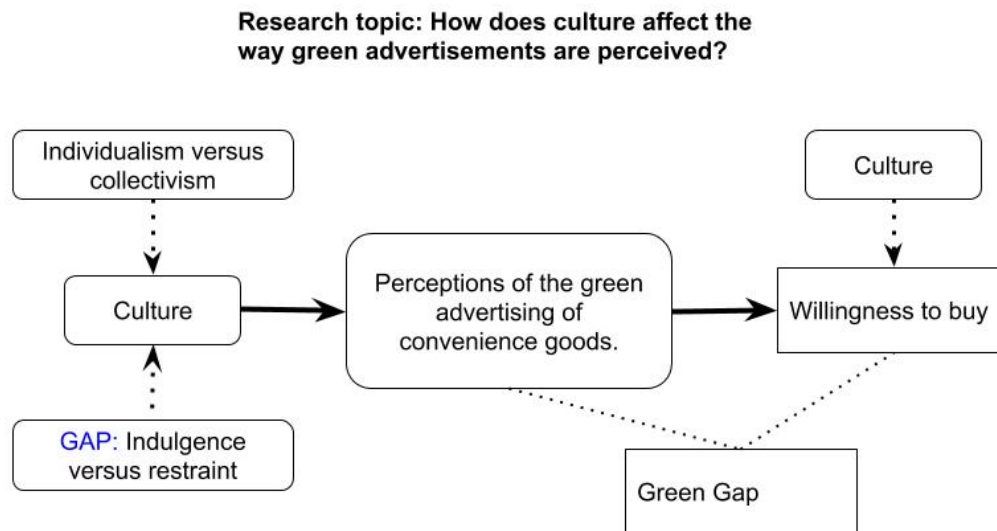 Research topic: How does culture affect the
way green advertisements are perceived?
Individualism versus
collectivism
Culture
Culture
Perceptions of the green
advertising of
convenience goods.
Willingness to buy
GAP: Indulgence
versus restraint
Green Gap